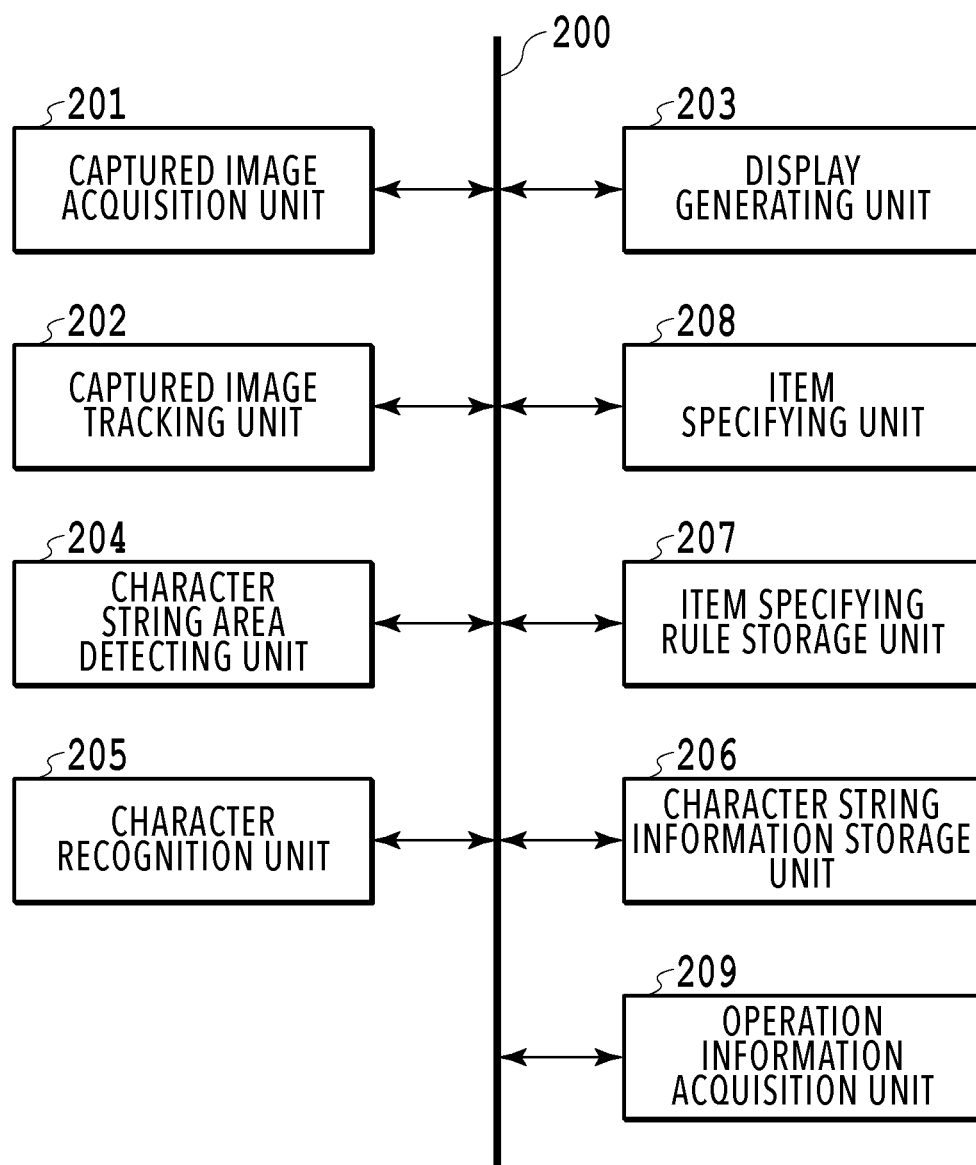 200
201
CAPTURED IMAGE
ACQUISITION UNIT
203
DISPLAY
GENERATING UNIT
202
CAPTURED IMAGE
TRACKING UNIT
208
ITEM
SPECIFYING UNIT
204
CHARACTER
STRING AREA
DETECTING UNIT
207
ITEM SPECIFYING
RULE STORAGE UNIT
205
CHARACTER
RECOGNITION UNIT
206
CHARACTER STRING
INFORMATION STORAGE
UNIT
209
OPERATION
INFORMATION
ACQUISITION UNIT